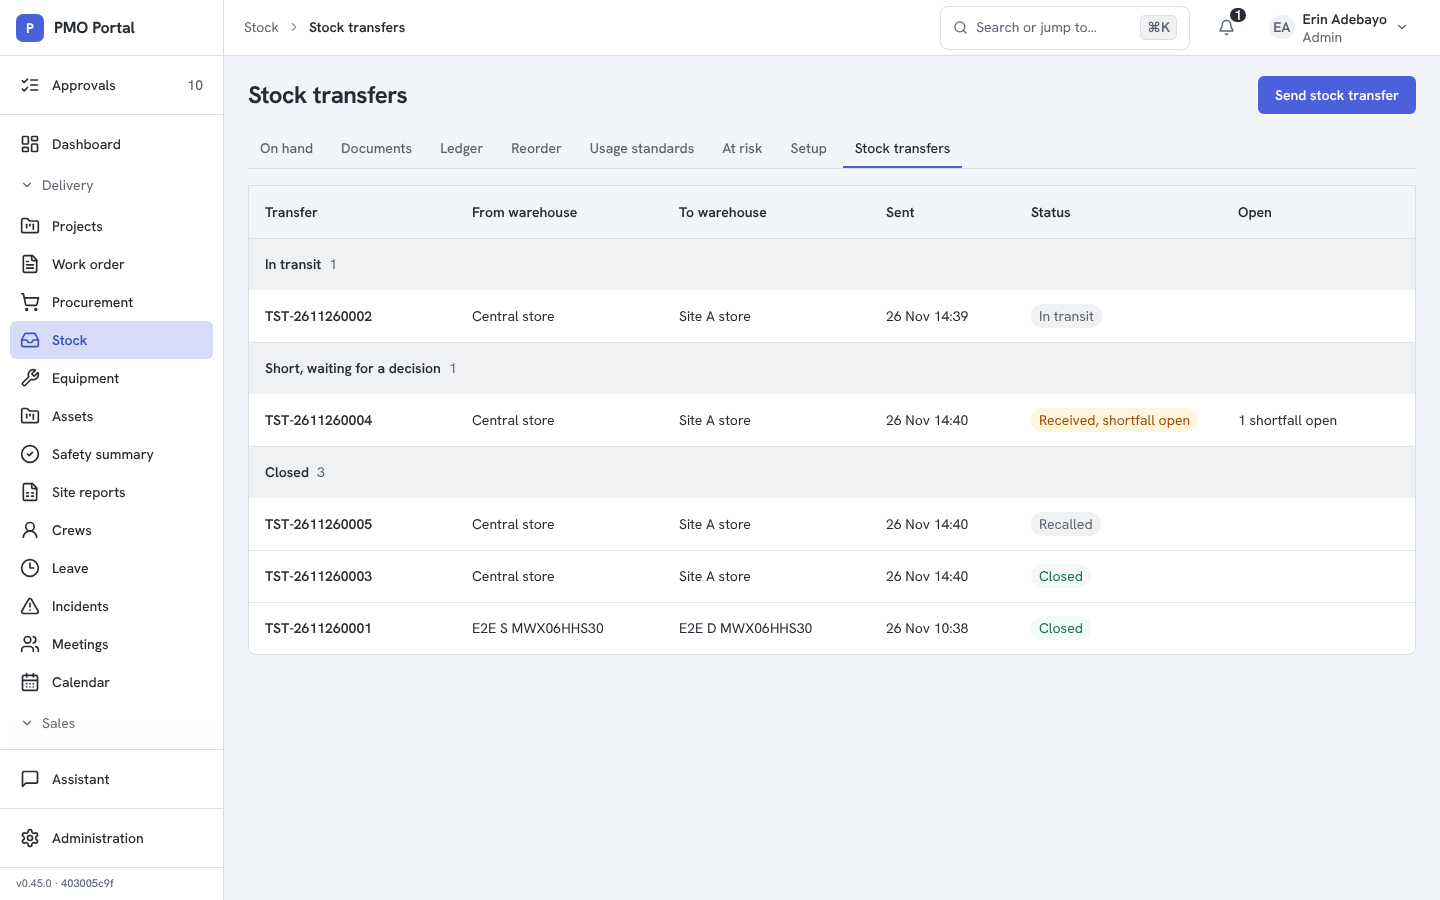 P PMO Portal
Stock > Stock transfers
Search or jump to... ⌘K
1
EA Erin Adebayo
Admin
Approvals 10
Dashboard
Delivery
Projects
Work order
Procurement
Stock
Equipment
Assets
Safety summary
Site reports
Crews
Leave
Incidents
Meetings
Calendar
Sales
Assistant
Administration
v0.45.0 · 403005c9f
Stock transfers
Send stock transfer
On hand Documents Ledger Reorder Usage standards At risk Setup Stock transfers
Transfer From warehouse To warehouse Sent Status Open
In transit 1
TST-2611260002 Central store Site A store 26 Nov 14:39 In transit
Short, waiting for a decision 1
TST-2611260004 Central store Site A store 26 Nov 14:40 Received, shortfall open 1 shortfall open
Closed 3
TST-2611260005 Central store Site A store 26 Nov 14:40 Recalled
TST-2611260003 Central store Site A store 26 Nov 14:40 Closed
TST-2611260001 E2E S MWX06HHS30 E2E D MWX06HHS30 26 Nov 10:38 Closed